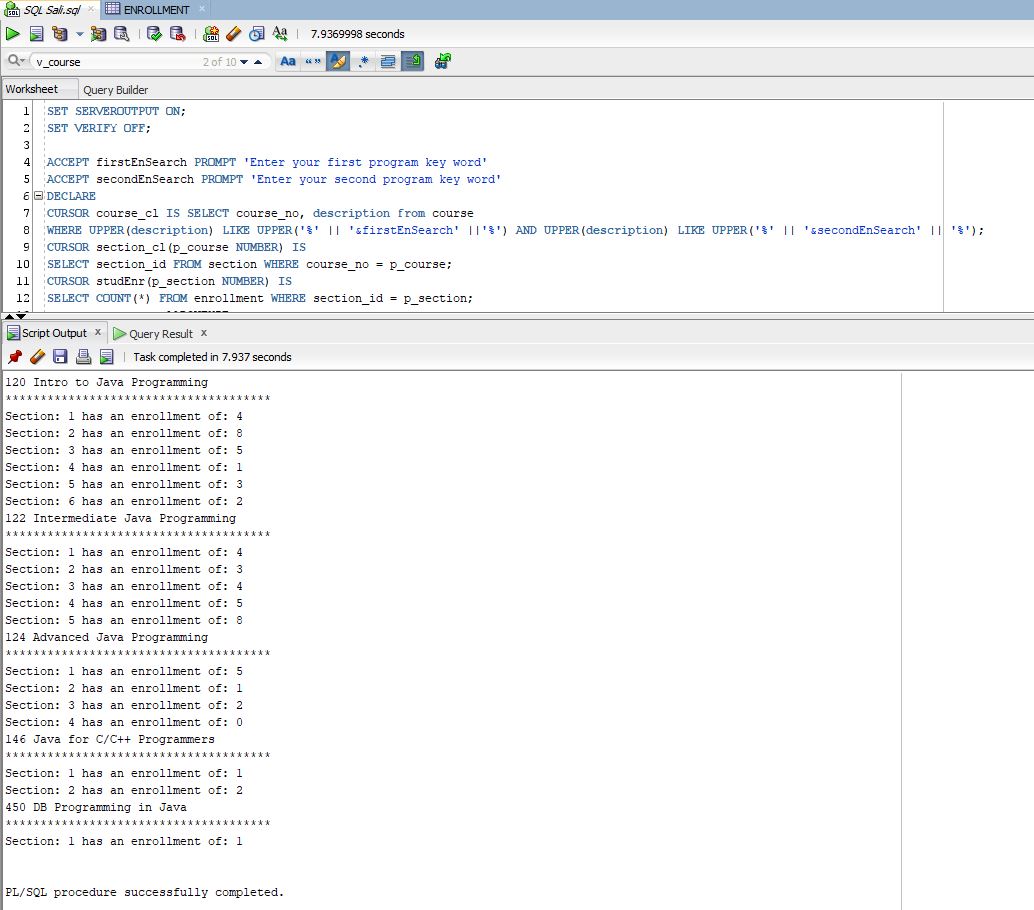 SQL Sali.sql × ENROLLMENT ×
7.9369998 seconds
v_course 2 of 10 Aa “ ” .*
Worksheet Query Builder
1 SET SERVEROUTPUT ON;
2 SET VERIFY OFF;
3
4 ACCEPT firstEnSearch PROMPT 'Enter your first program key word'
5 ACCEPT secondEnSearch PROMPT 'Enter your second program key word'
6 DECLARE
7 CURSOR course_cl IS SELECT course_no, description from course
8 WHERE UPPER(description) LIKE UPPER('%' || '&firstEnSearch' ||'%') AND UPPER(description) LIKE UPPER('%' || '&secondEnSearch' || '%');
9 CURSOR section_cl(p_course NUMBER) IS
10 SELECT section_id FROM section WHERE course_no = p_course;
11 CURSOR studEnr(p_section NUMBER) IS
12 SELECT COUNT(*) FROM enrollment WHERE section_id = p_section;
Script Output × Query Result ×
Task completed in 7.937 seconds
120 Intro to Java Programming
**************************************
Section: 1 has an enrollment of: 4
Section: 2 has an enrollment of: 8
Section: 3 has an enrollment of: 5
Section: 4 has an enrollment of: 1
Section: 5 has an enrollment of: 3
Section: 6 has an enrollment of: 2
122 Intermediate Java Programming
**************************************
Section: 1 has an enrollment of: 4
Section: 2 has an enrollment of: 3
Section: 3 has an enrollment of: 4
Section: 4 has an enrollment of: 5
Section: 5 has an enrollment of: 8
124 Advanced Java Programming
**************************************
Section: 1 has an enrollment of: 5
Section: 2 has an enrollment of: 1
Section: 3 has an enrollment of: 2
Section: 4 has an enrollment of: 0
146 Java for C/C++ Programmers
**************************************
Section: 1 has an enrollment of: 1
Section: 2 has an enrollment of: 2
450 DB Programming in Java
**************************************
Section: 1 has an enrollment of: 1
PL/SQL procedure successfully completed.